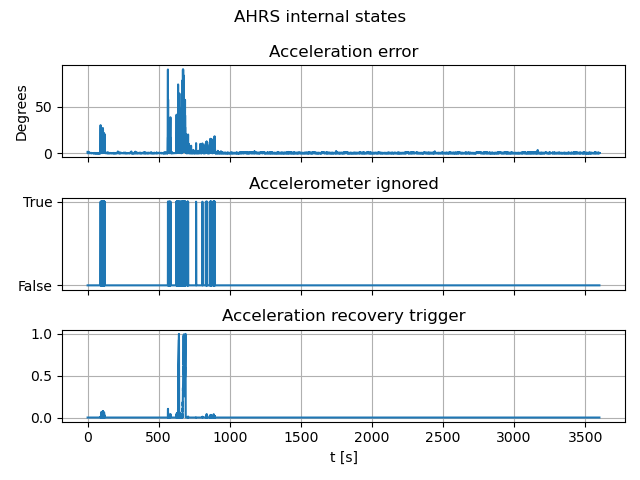 AHRS internal states
Acceleration error
Degrees
50
0
Accelerometer ignored
True
False
Acceleration recovery trigger
1.0
0.5
0.0
0 500 1000 1500 2000 2500 3000 3500
t [s]